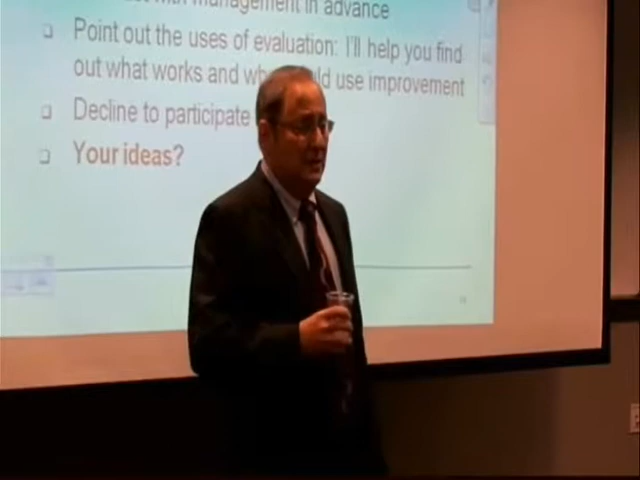 with management in advance
Point out the uses of evaluation: I'll help you find
out what works and use improvement
Decline to participate
Your ideas?